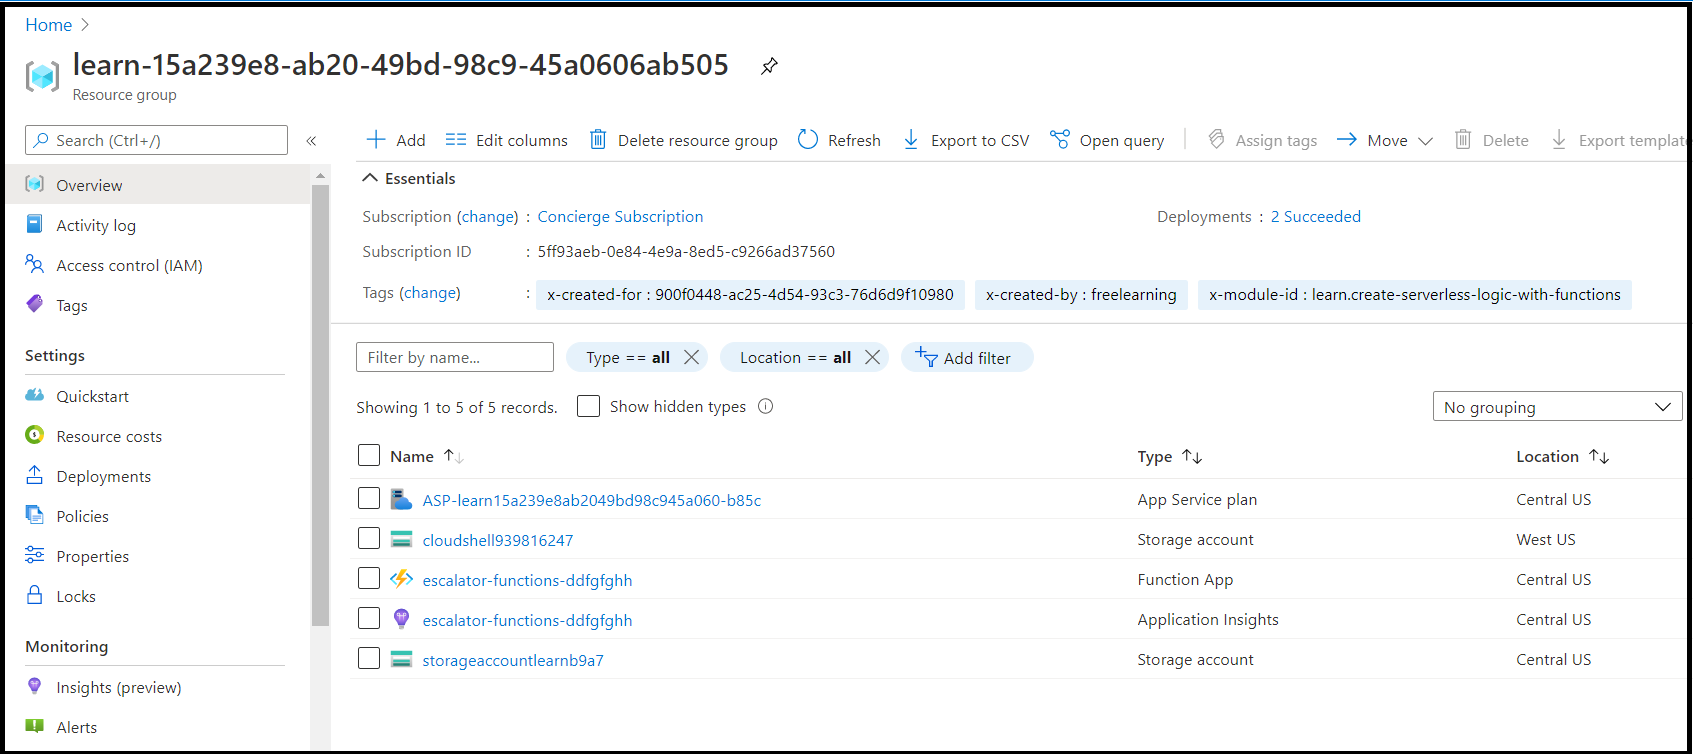 Home
learn-15a239e8-ab20-49bd-98c9-45a0606ab505
Resource group
Search (Ctrl+/)
«
Overview
Activity log
Access control (IAM)
Tags
Settings
Quickstart
Resource costs
Deployments
Policies
Properties
Locks
Monitoring
Insights (preview)
Alerts
Add Edit columns Delete resource group Refresh Export to CSV Open query Assign tags Move Delete Export template
Essentials
Subscription (change) : Concierge Subscription Deployments : 2 Succeeded
Subscription ID : 5ff93aeb-0e84-4e9a-8ed5-c9266ad37560
Tags (change) : x-created-for : 900f0448-ac25-4d54-93c3-76d6d9f10980 x-created-by : freelearning x-module-id : learn.create-serverless-logic-with-functions
Filter by name... Type == all Location == all Add filter
Showing 1 to 5 of 5 records. Show hidden types No grouping
Name Type Location
ASP-learn15a239e8ab2049bd98c945a060-b85c App Service plan Central US
cloudshell939816247 Storage account West US
escalator-functions-ddfgfghh Function App Central US
escalator-functions-ddfgfghh Application Insights Central US
storageaccountlearnb9a7 Storage account Central US